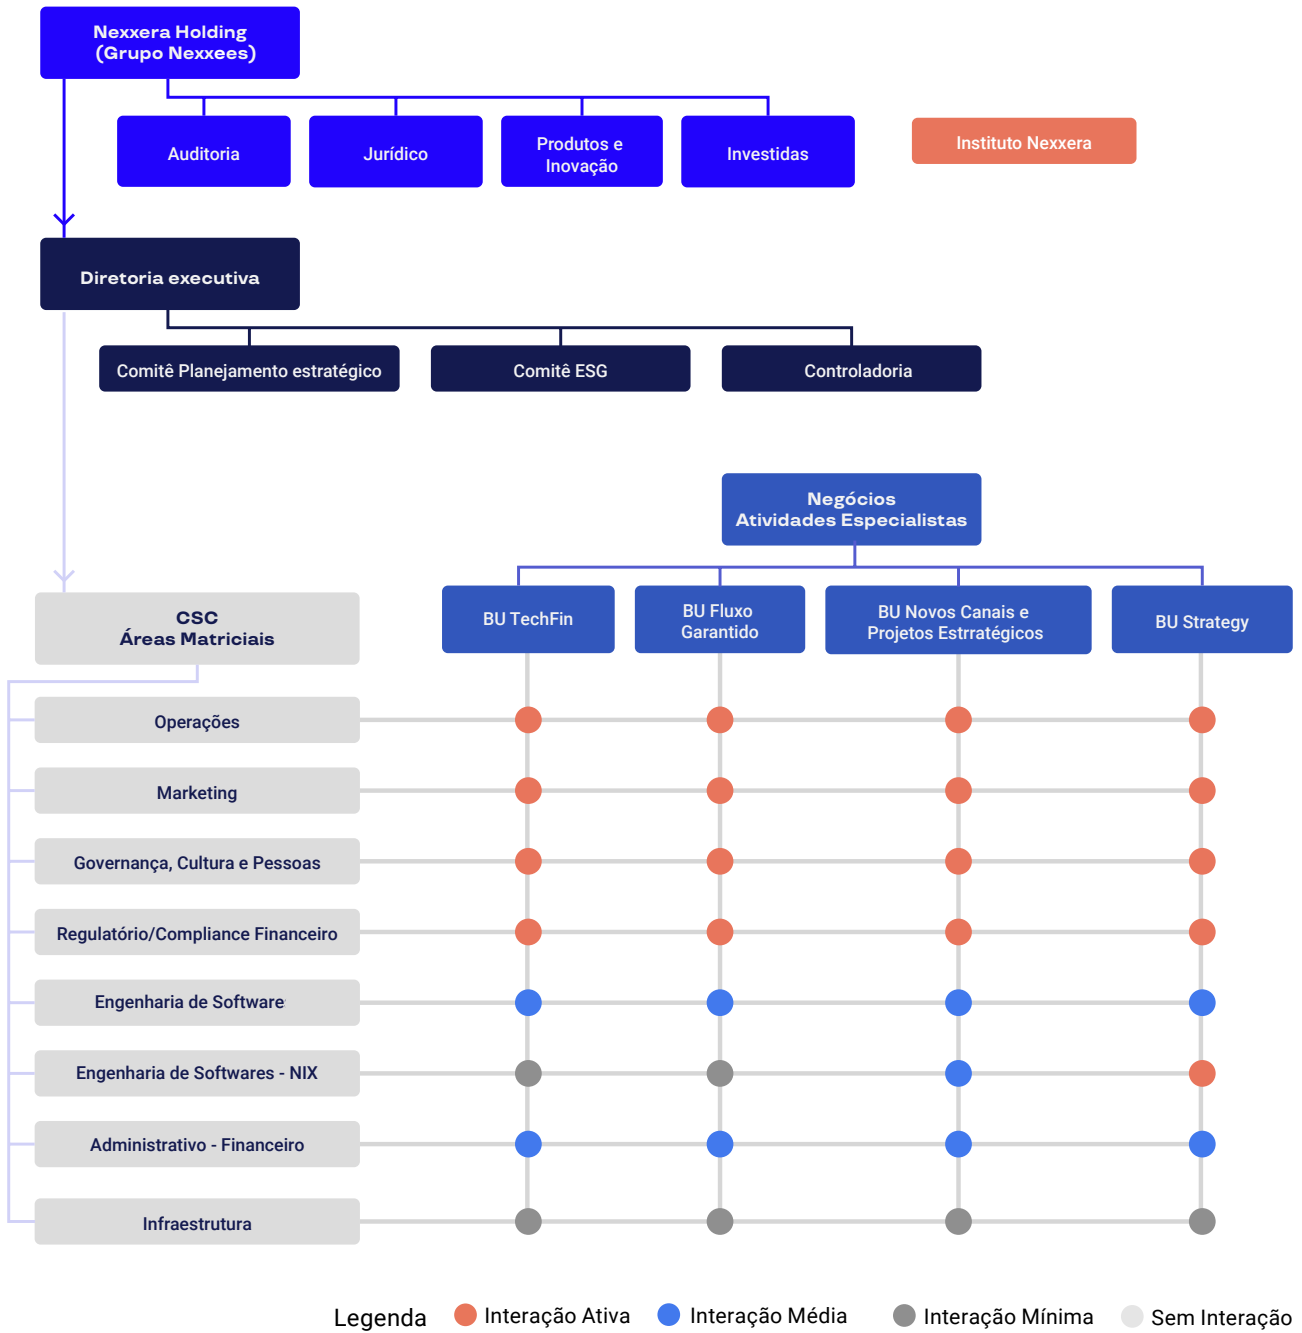 Nexxera Holding
(Grupo Nexxees)
Auditoria
Jurídico
Produtos e
Inovação
Investidas
Instituto Nexxera
Diretoria executiva
Comitê Planejamento estratégico
Comitê ESG
Controladoria
Negócios
Atividades Especialistas
CSC
Áreas Matriciais
BU TechFin
BU Fluxo
Garantido
BU Novos Canais e
Projetos Estrratégicos
BU Strategy
Operações
Marketing
Governança, Cultura e Pessoas
Regulatório/Compliance Financeiro
Engenharia de Software
Engenharia de Softwares - NIX
Administrativo - Financeiro
Infraestrutura
Legenda
Interação Ativa
Interação Média
Interação Mínima
Sem Interação